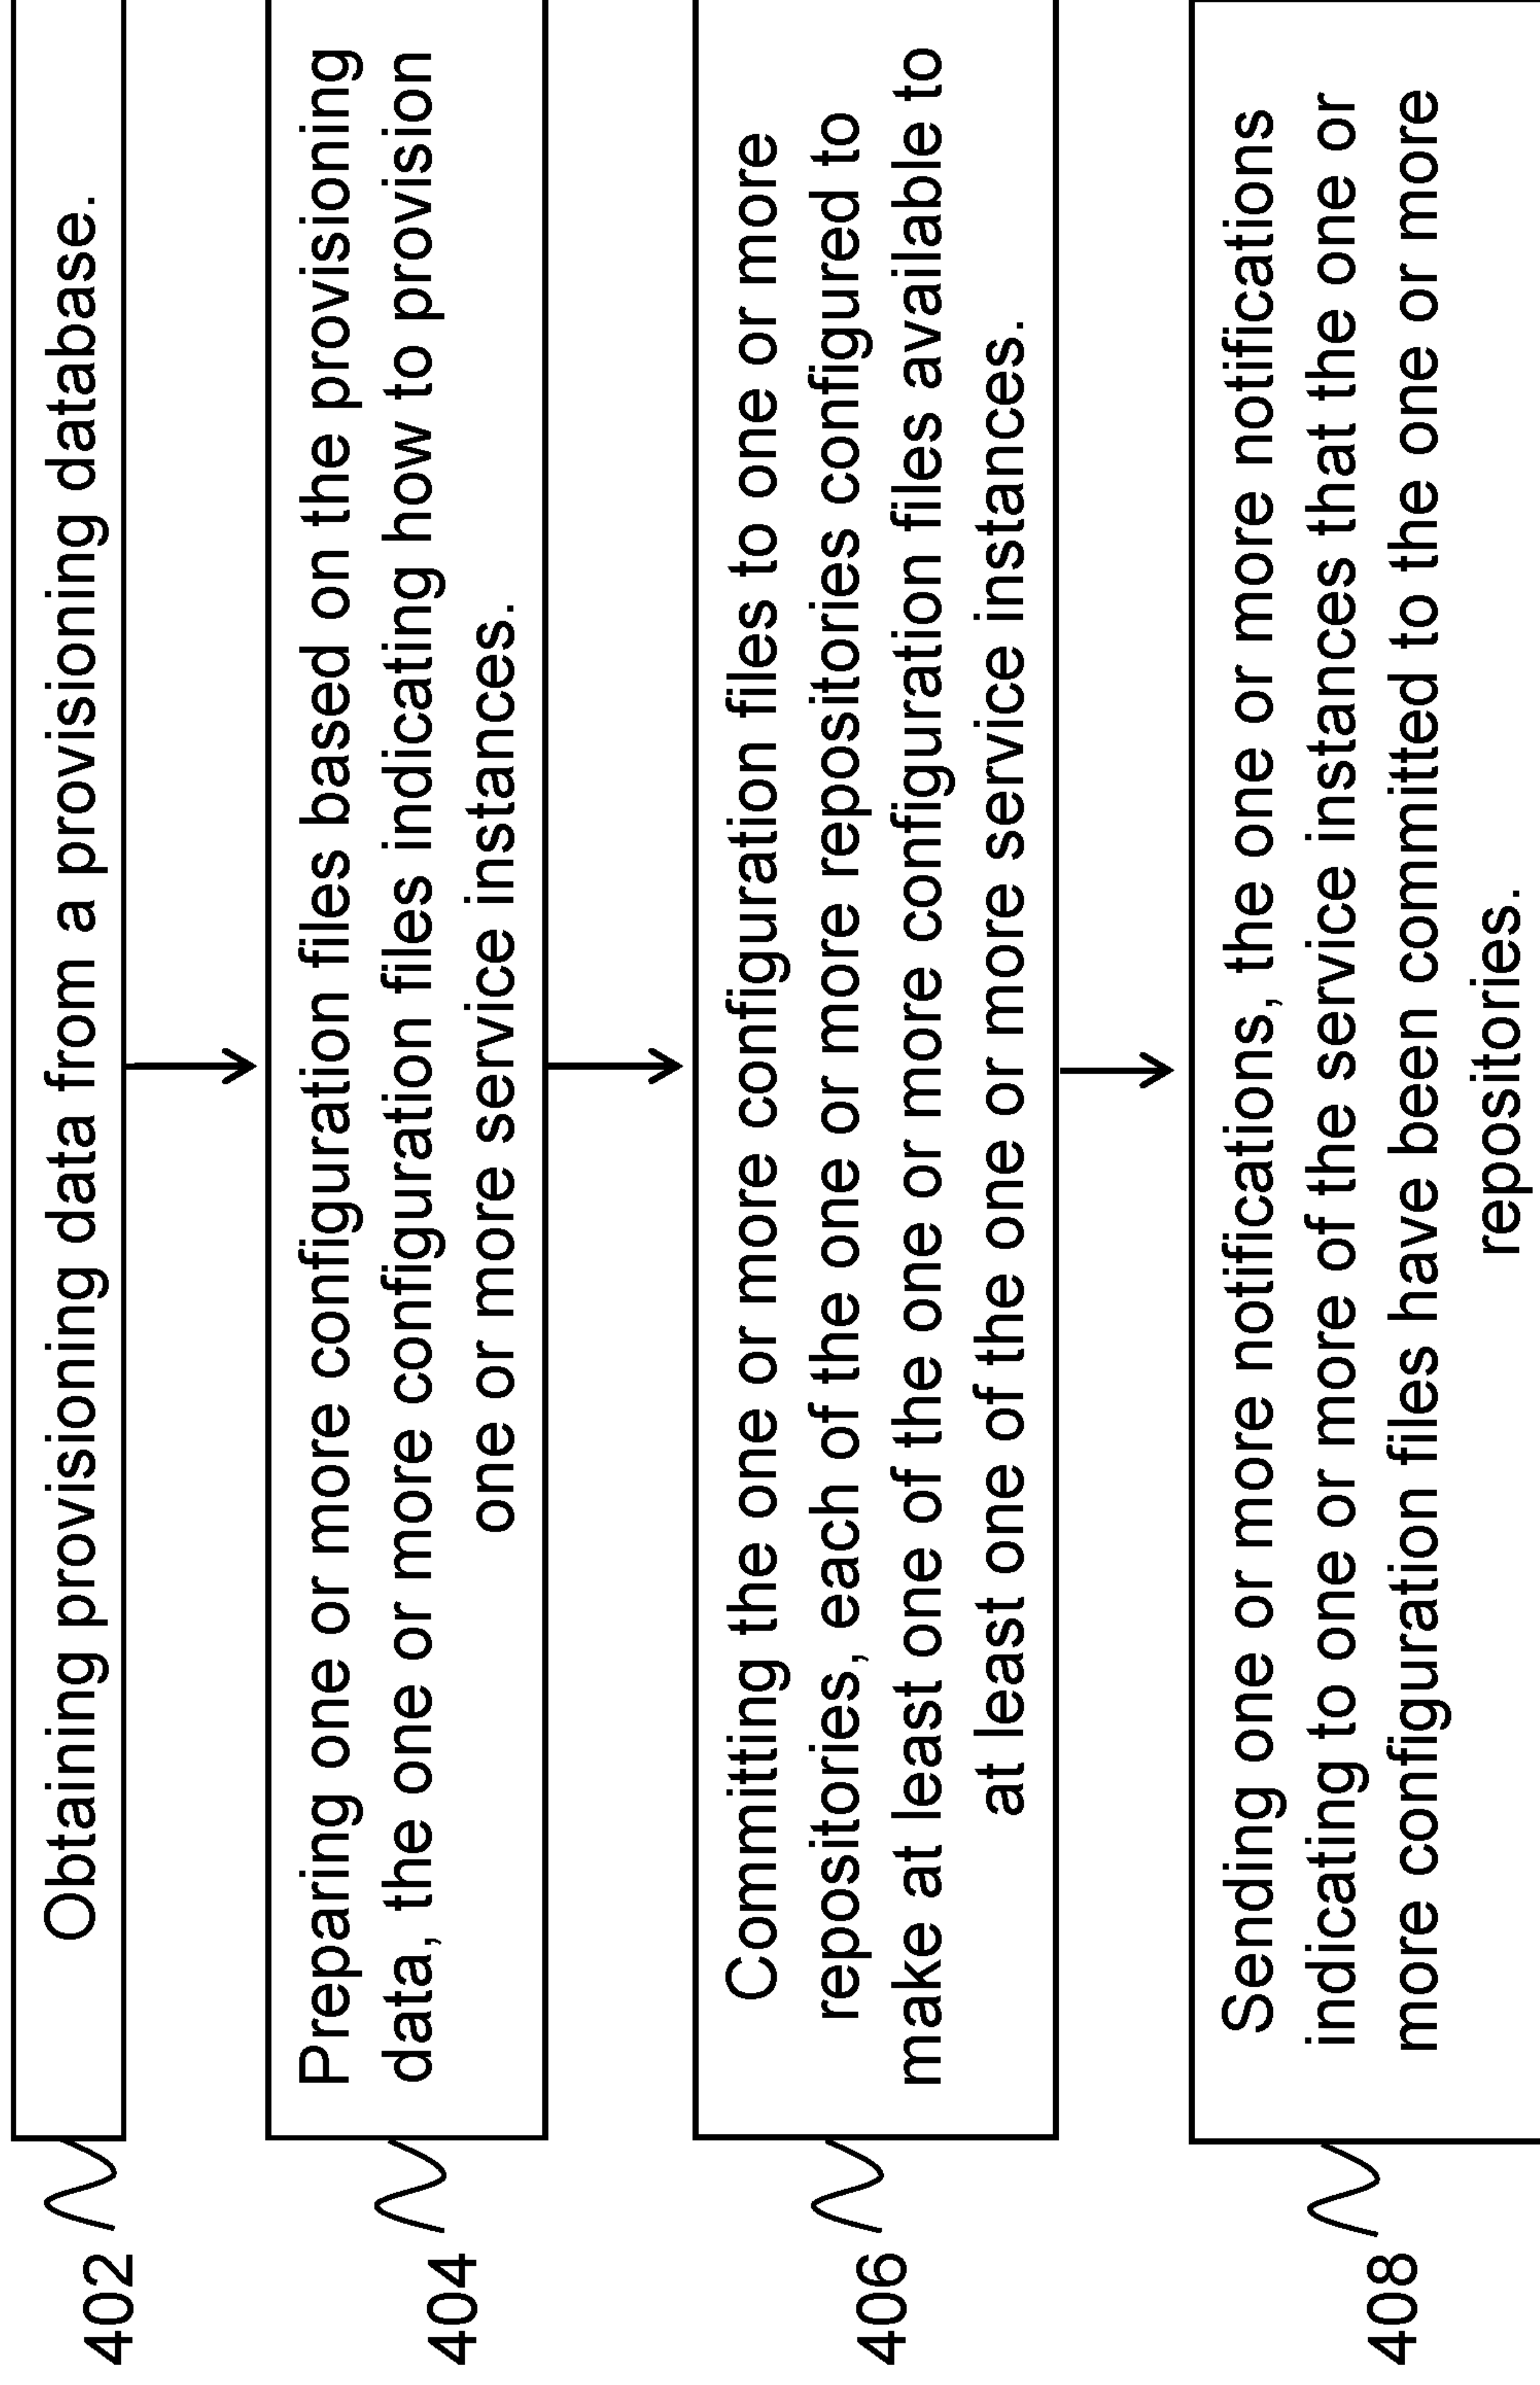 402
Obtaining provisioning data from a provisioning database.
404
Preparing one or more configuration files based on the provisioning
data, the one or more configuration files indicating how to provision
one or more service instances.
406
Committing the one or more configuration files to one or more
repositories, each of the one or more repositories configured to
make at least one of the one or more configuration files available to
at least one of the one or more service instances.
408
Sending one or more notifications, the one or more notifications
indicating to one or more of the service instances that the one or
more configuration files have been committed to the one or more
repositories.